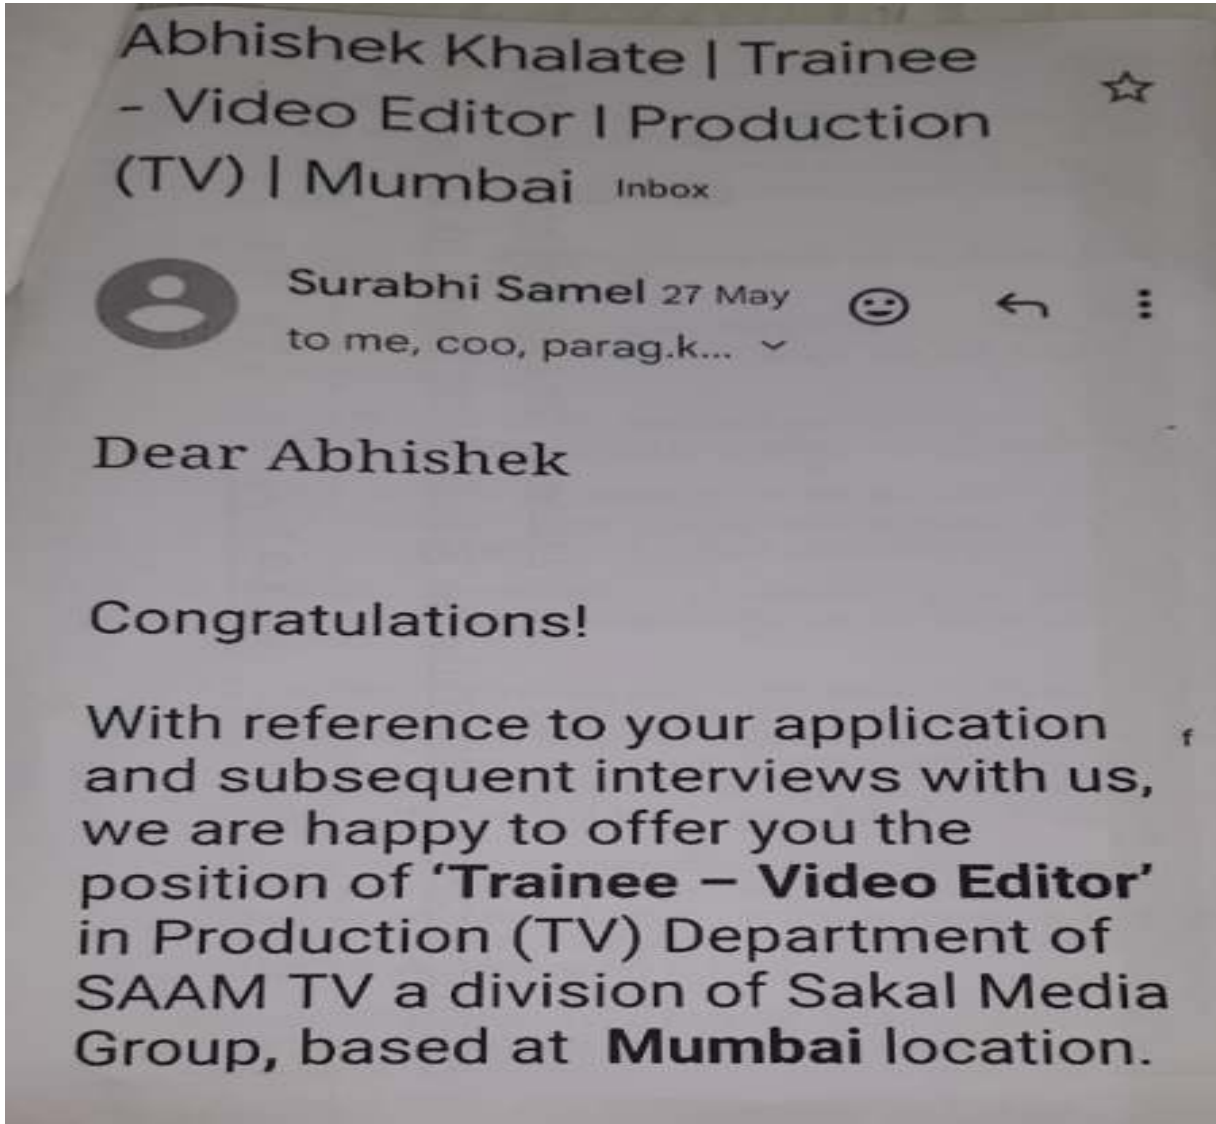 Abhishek Khalate | Trainee
- Video Editor I Production
(TV) | Mumbai Inbox
Surabhi Samel 27 May
to me, coo, parag.k...
Dear Abhishek
Congratulations!
With reference to your application
f
and subsequent interviews with us,
we are happy to offer you the
position of ‘Trainee – Video Editor’
in Production (TV) Department of
SAAM TV a division of Sakal Media
Group, based at Mumbai location.